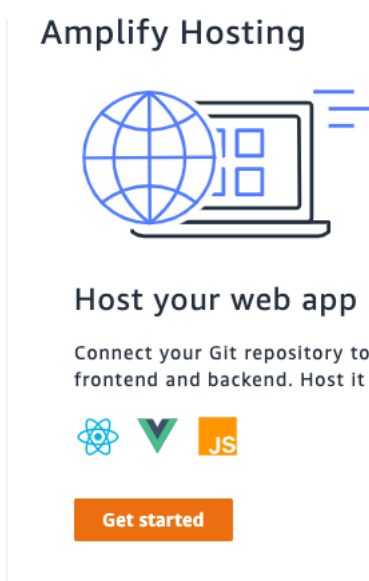 Amplify Hosting
Host your web app
Connect your Git repository to
frontend and backend. Host it
JS
Get started